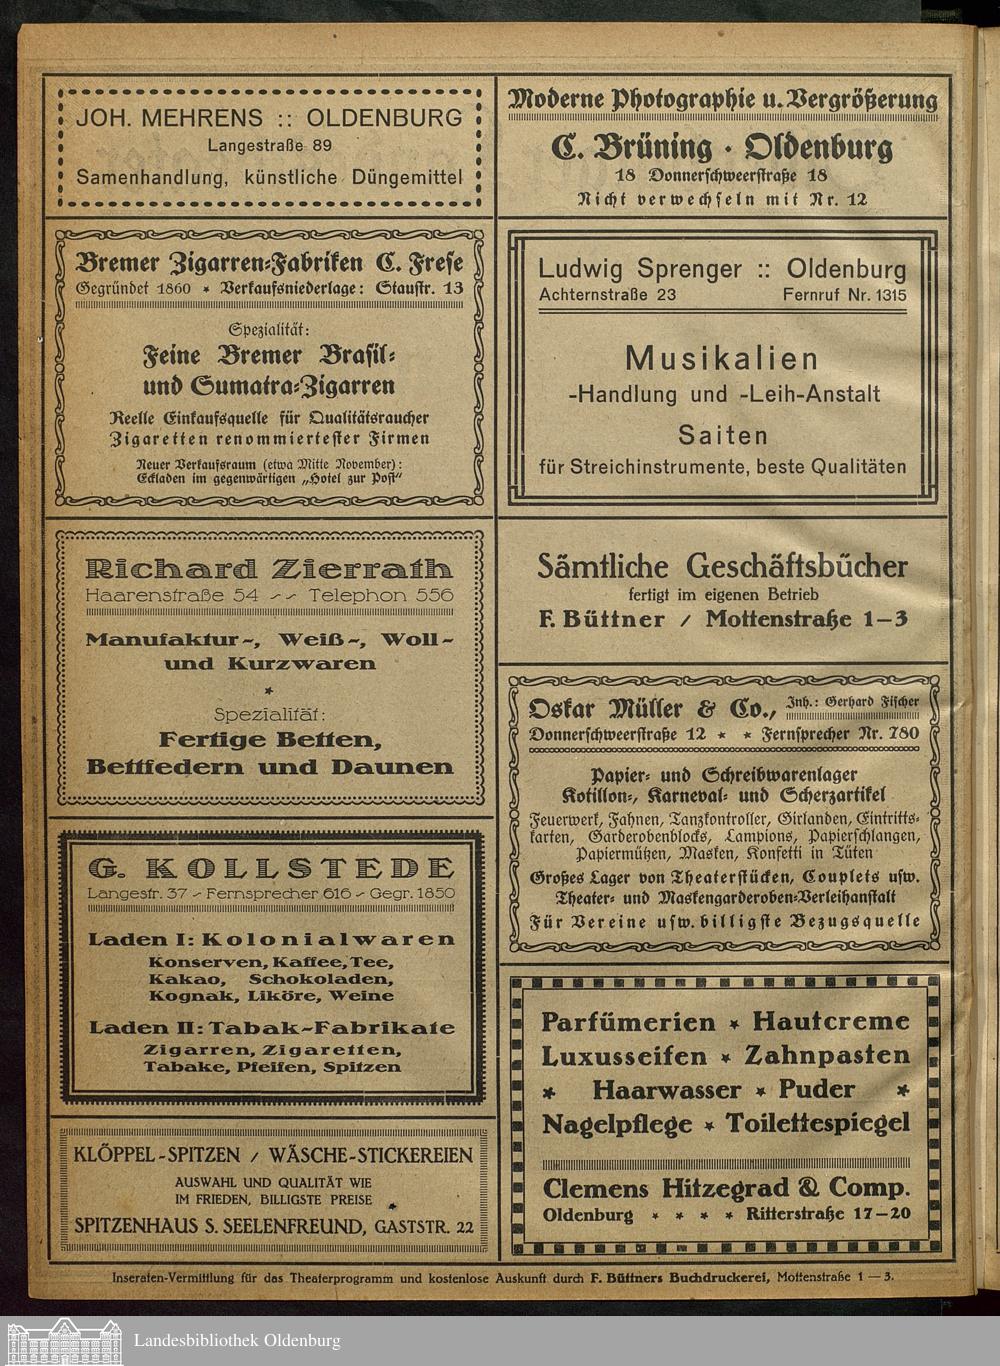 JOH. MEHRENS :: OLDENBURG
Langestraße 89
Samenhandlung, künstliche Düngemittel
Bremer Zigarren-Fabriken C. Frese
Gegründet 1860 * Verkaufsniederlage: Staustr. 13
Spezialität:
Feine Bremer Brasil-
und Sumatra-Zigarren
Reelle Einkaufsquelle für Qualitätsraucher
Zigaretten renommiertester Firmen
Neuer Verkaufsraum (etwa Mitte November):
Eckladen im gegenwärtigen „Hotel zur Post“
Richard Zierrath
Haarenstraße 54 ~ ~ Telephon 556
Manufaktur-, Weiß-, Woll-
und Kurzwaren
*
Spezialität:
Fertige Betten,
Bettfedern und Daunen
G. KOLLSTEDE
Langestr. 37 ~ Fernsprecher 616 ~ Gegr. 1850
Laden I: Kolonialwaren
Konserven, Kaffee, Tee,
Kakao, Schokoladen,
Kognak, Liköre, Weine
Laden II: Tabak-Fabrikate
Zigarren, Zigaretten,
Tabake, Pfeifen, Spitzen
KLÖPPEL-SPITZEN / WÄSCHE-STICKEREIEN
AUSWAHL UND QUALITÄT WIE
IM FRIEDEN, BILLIGSTE PREISE
SPITZENHAUS S. SEELENFREUND, GASTSTR. 22
Moderne Photographie u. Vergrößerung
C. Brüning · Oldenburg
18 Donnerschweerstraße 18
Nicht verwechseln mit Nr. 12
Ludwig Sprenger :: Oldenburg
Achternstraße 23 Fernruf Nr. 1315
Musikalien
-Handlung und -Leih-Anstalt
Saiten
für Streichinstrumente, beste Qualitäten
Sämtliche Geschäftsbücher
fertigt im eigenen Betrieb
F. Büttner / Mottenstraße 1—3
Oskar Müller & Co., Inh.: Gerhard Fischer
Donnerschweerstraße 12 * * Fernsprecher Nr. 780
Papier- und Schreibwarenlager
Kotillon-, Karneval- und Scherzartikel
Feuerwerk, Fahnen, Tanzkontroller, Girlanden, Eintritts-
karten, Garderobenblocks, Lampions, Papierschlangen,
Papiermützen, Masken, Konfetti in Tüten
Großes Lager von Theaterstücken, Couplets usw.
Theater- und Maskengarderoben-Verleihanstalt
Für Vereine usw. billigste Bezugsquelle
Parfümerien * Hautcreme
Luxusseifen * Zahnpasten
* Haarwasser * Puder *
Nagelpflege * Toilettespiegel
Clemens Hitzegrad & Comp.
Oldenburg * * * * Ritterstraße 17—20
Inseraten-Vermittlung für das Theaterprogramm und kostenlose Auskunft durch F. Büttners Buchdruckerei, Mottenstraße 1 — 3.
Landesbibliothek Oldenburg